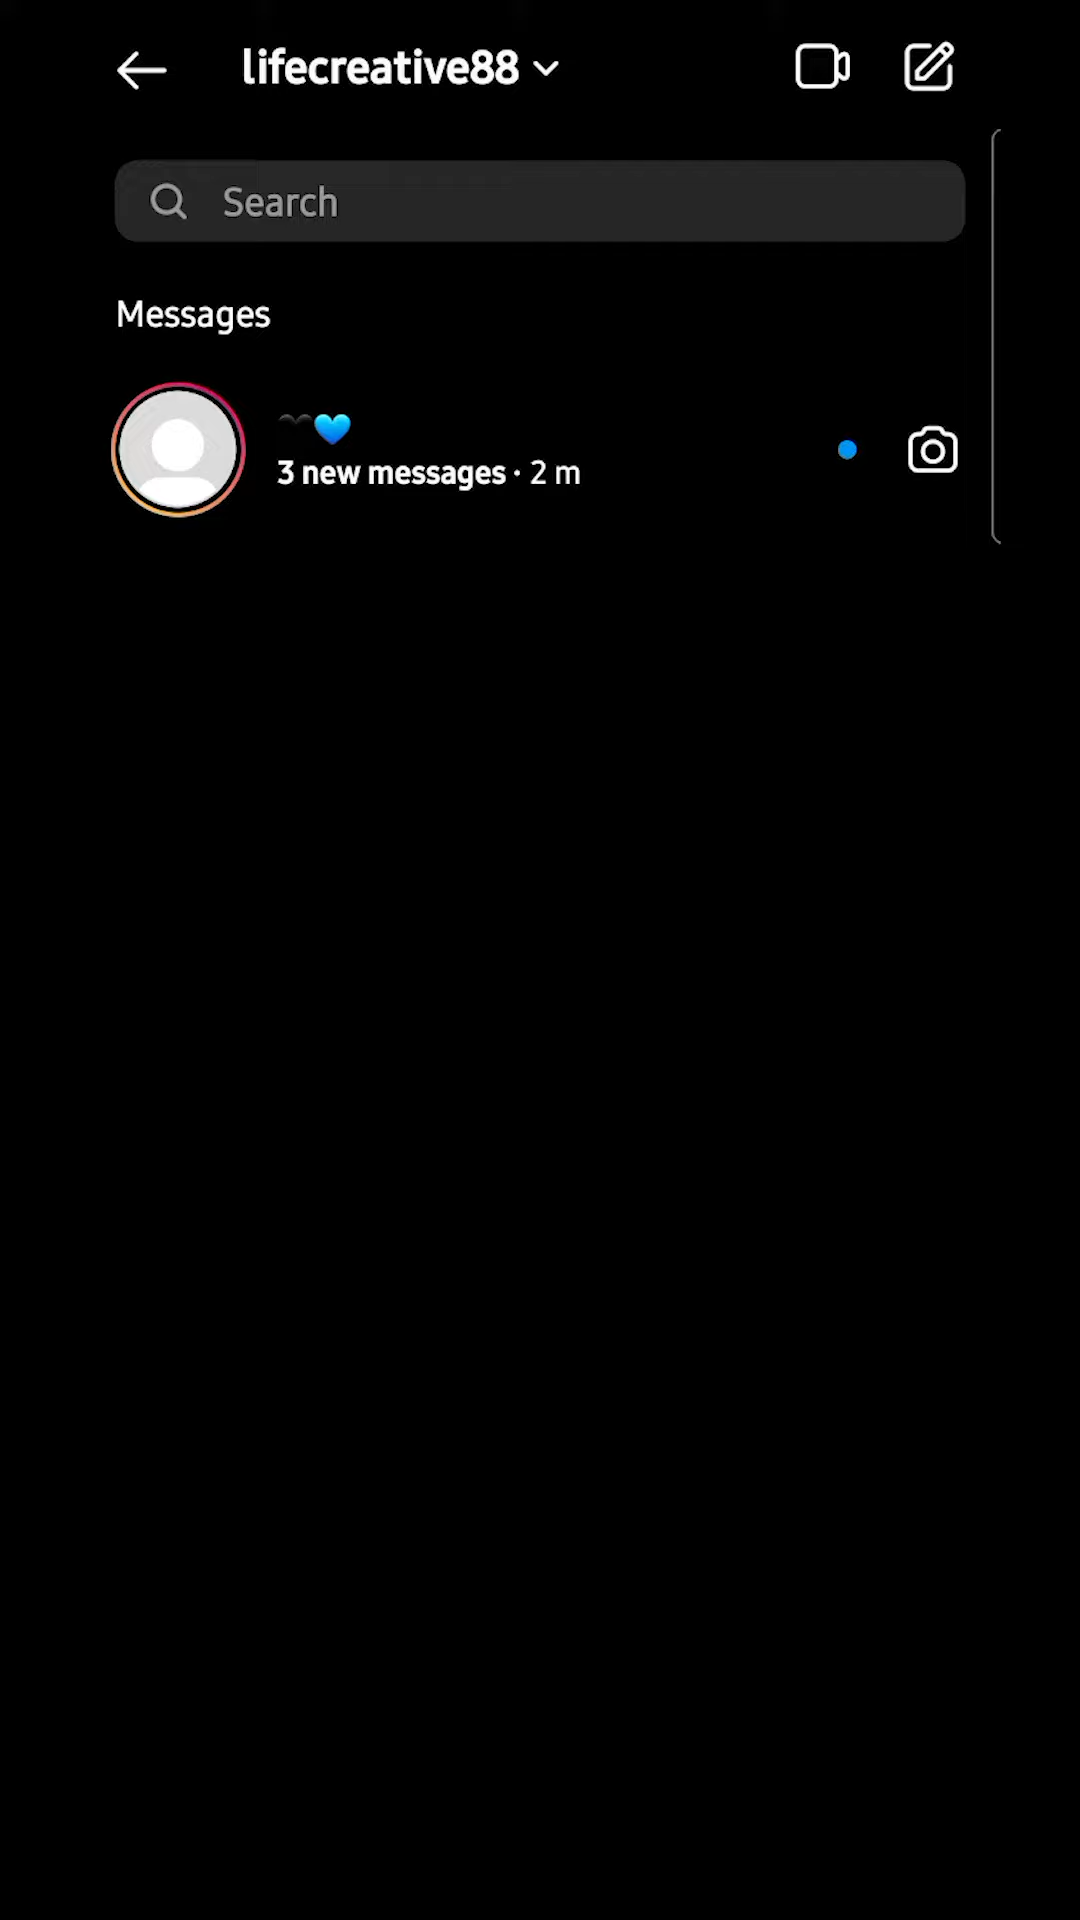 lifecreative88
Search
Messages
🖤💙
3 new messages · 2 m